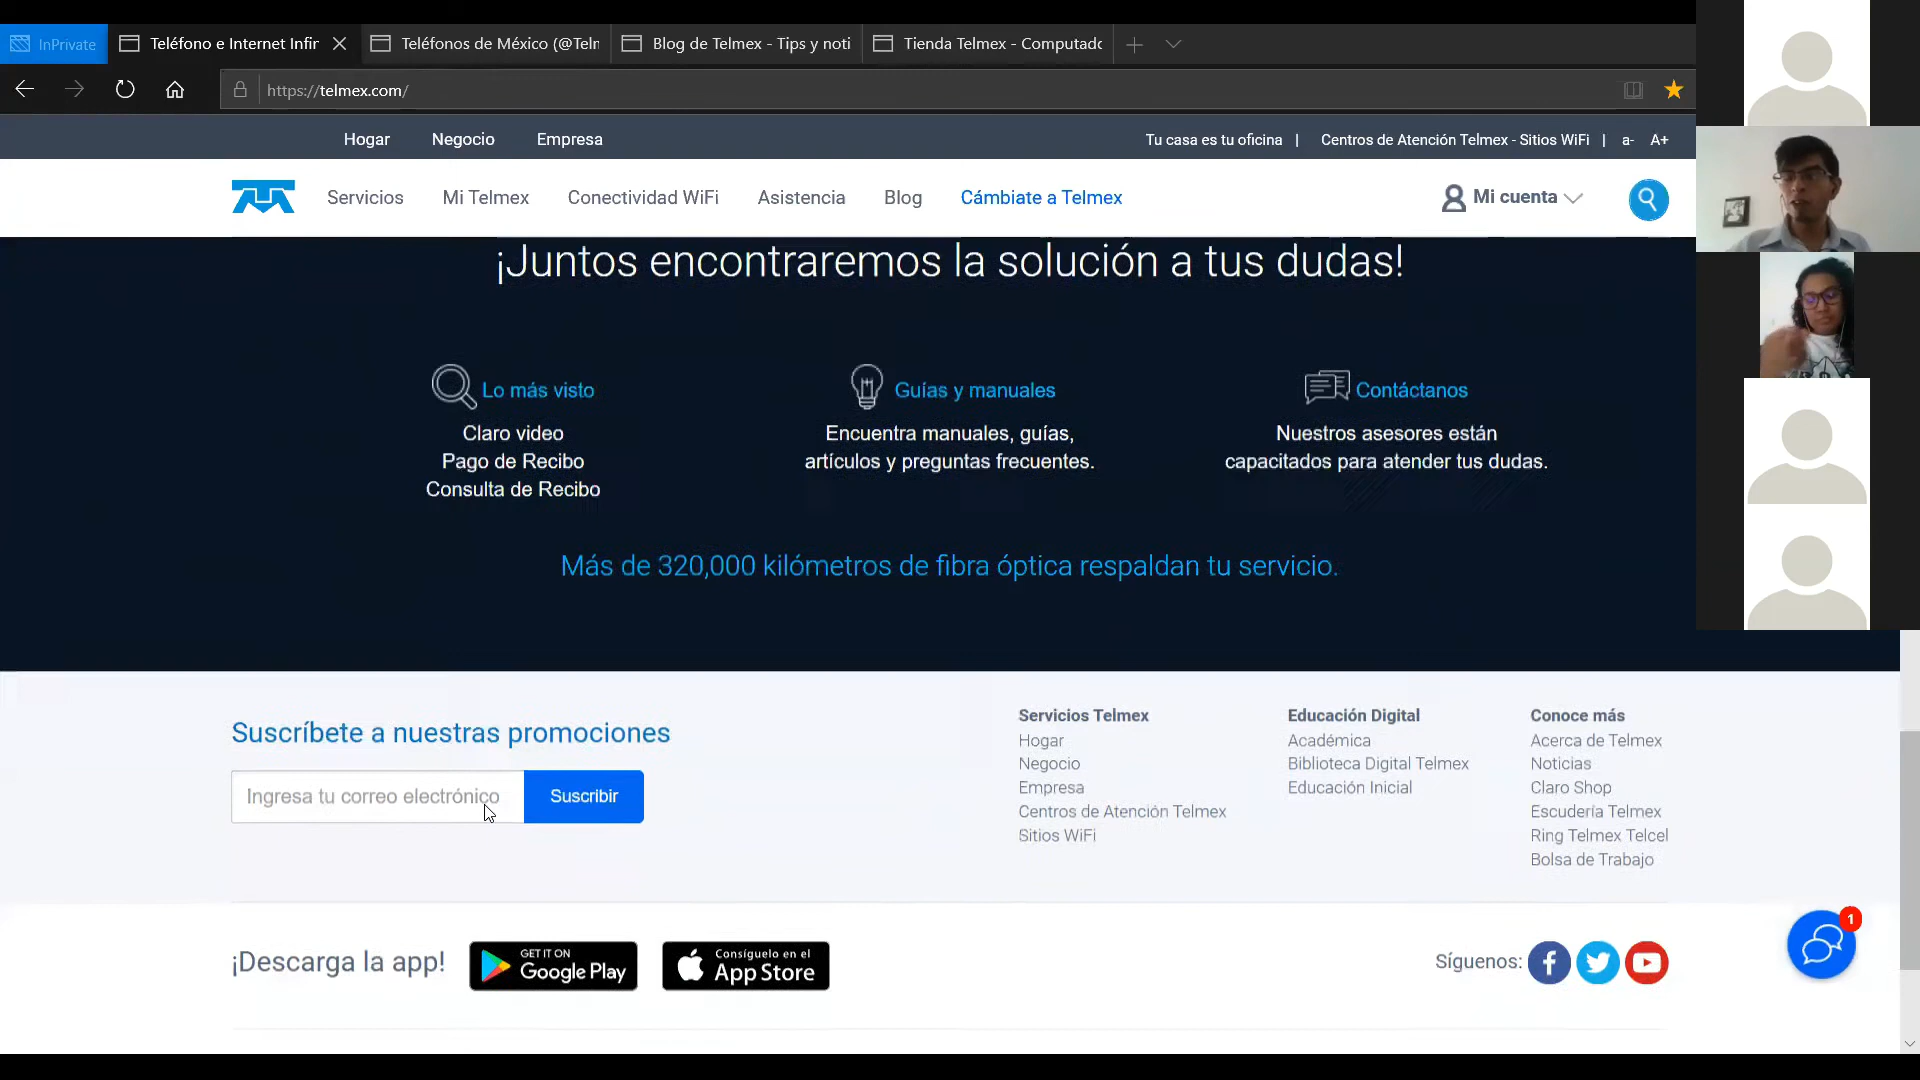 InPrivate
Teléfono e Internet Infir
Teléfonos de México (@Teln
Blog de Telmex - Tips y noti
Tienda Telmex - Computado
https://telmex.com/
Hogar
Negocio
Empresa
Tu casa es tu oficina |
Centros de Atención Telmex - Sitios WiFi |
a-
A+
Servicios
Mi Telmex
Conectividad WiFi
Asistencia
Blog
Cámbiate a Telmex
Mi cuenta
¡Juntos encontraremos la solución a tus dudas!
Lo más visto
Claro video
Pago de Recibo
Consulta de Recibo
Guías y manuales
Encuentra manuales, guías,
artículos y preguntas frecuentes.
Contáctanos
Nuestros asesores están
capacitados para atender tus dudas.
Más de 320,000 kilómetros de fibra óptica respaldan tu servicio.
Suscríbete a nuestras promociones
Ingresa tu correo electrónico
Suscribir
Servicios Telmex
Hogar
Negocio
Empresa
Centros de Atención Telmex
Sitios WiFi
Educación Digital
Académica
Biblioteca Digital Telmex
Educación Inicial
Conoce más
Acerca de Telmex
Noticias
Claro Shop
Escudería Telmex
Ring Telmex Telcel
Bolsa de Trabajo
1
¡Descarga la app!
GET IT ON
Google Play
Consíguelo en el
App Store
Síguenos: